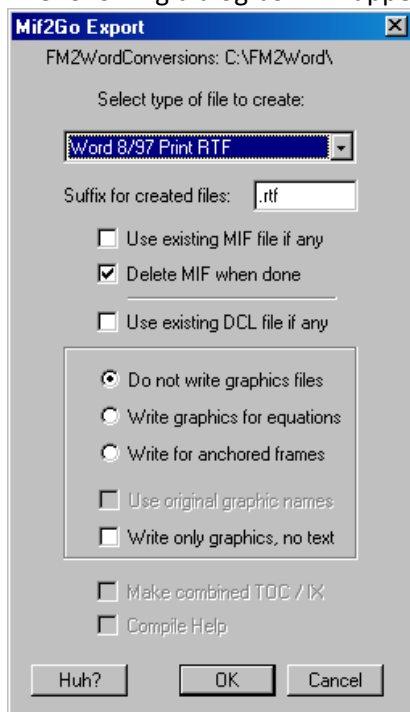 Mif2Go Export
FM2WordConversions: C:\FM2Word\
Select type of file to create:
Word 8/97 Print RTF
Suffix for created files: .rtf
Use existing MIF file if any
Delete MIF when done
Use existing DCL file if any
Do not write graphics files
Write graphics for equations
Write for anchored frames
Use original graphic names
Write only graphics, no text
Make combined TOC / IX
Compile Help
Huh? OK Cancel